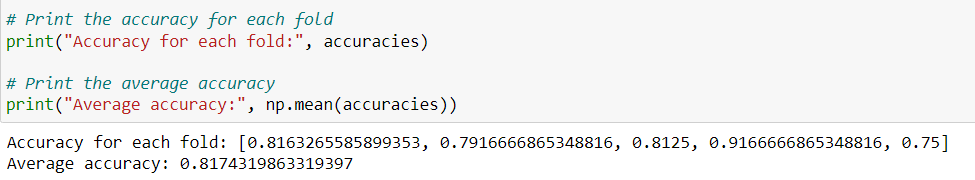 # Print the accuracy for each fold
print("Accuracy for each fold:", accuracies)
# Print the average accuracy
print("Average accuracy:", np.mean(accuracies))
Accuracy for each fold: [0.8163265585899353, 0.7916666865348816, 0.8125, 0.9166666865348816, 0.75]
Average accuracy: 0.8174319863319397